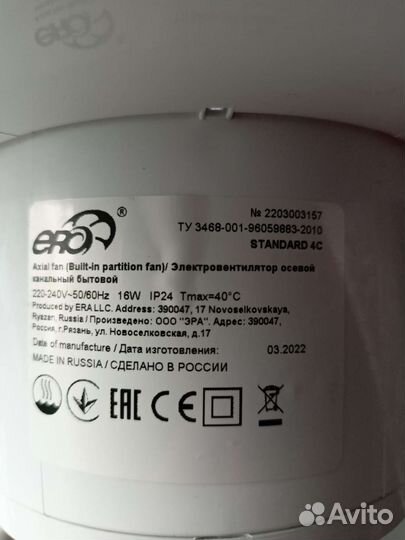 era
®
№ 2203003157
ТУ 3468-001-96059883-2010
STANDARD 4C
Axial fan (Built-in partition fan)/ Электровентилятор осевой
канальный бытовой
220-240V~50/60Hz 16W IP24 Tmax=40°C
Produced by ERA LLC. Address: 390047, 17 Novoselkovskaya,
Ryazan, Russia / Произведено: ООО "ЭРА". Адрес: 390047,
Россия, г.Рязань, ул. Новоселковская, д.17
Date of manufacture / Дата изготовления: 03.2022
MADE IN RUSSIA / СДЕЛАНО В РОССИИ
EAC CE
Avito